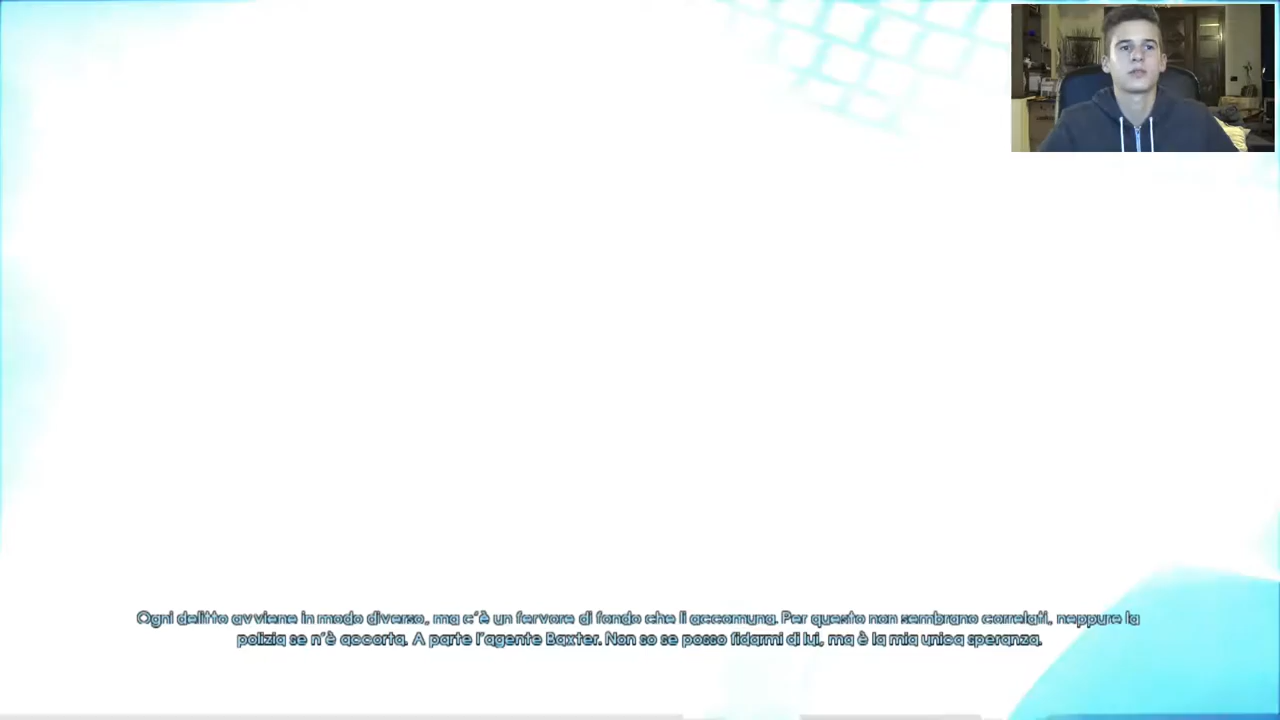 Ogni delitto avviene in modo diverso, ma c'è un fervore di fondo che li accomuna. Per questo non sembrano correlati, neppure la
polizia se n'è accorta. A parte l'agente Baxter. Non so se posso fidarmi di lui, ma è la mia unica speranza.